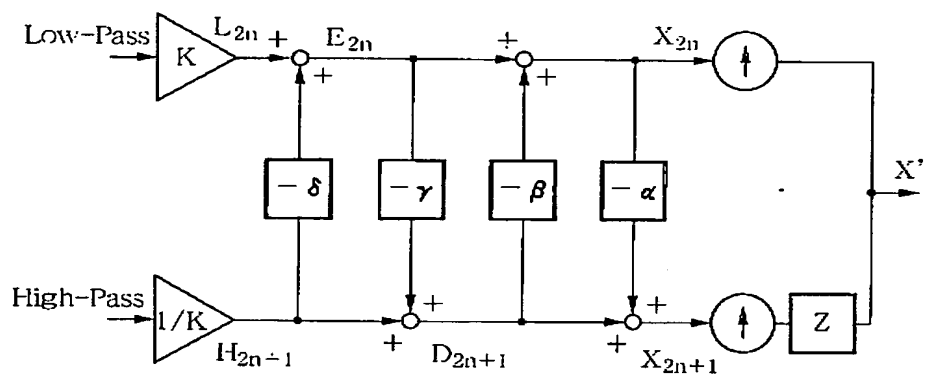 Low-Pass
K
L2n
+
+
E2n
+
+
X2n
- δ
- γ
- β
- α
X'
High-Pass
1/K
H2n+1
+
+
D2n+1
+
+
X2n+1
Z